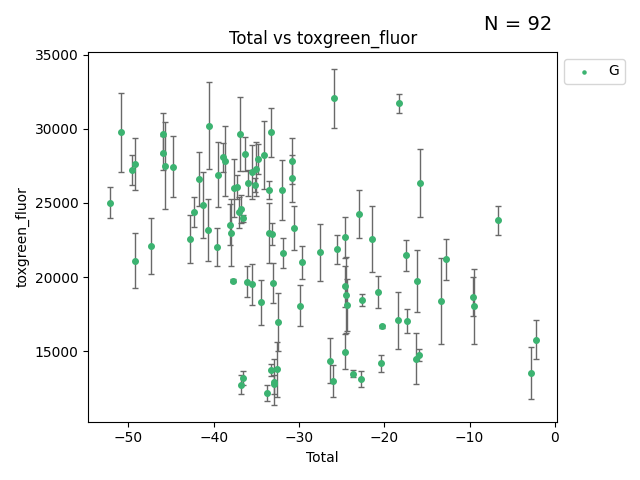 N = 92
Total vs toxgreen_fluor
G
35000
30000
25000
20000
15000
toxgreen_fluor
−50 −40 −30 −20 −10 0
Total